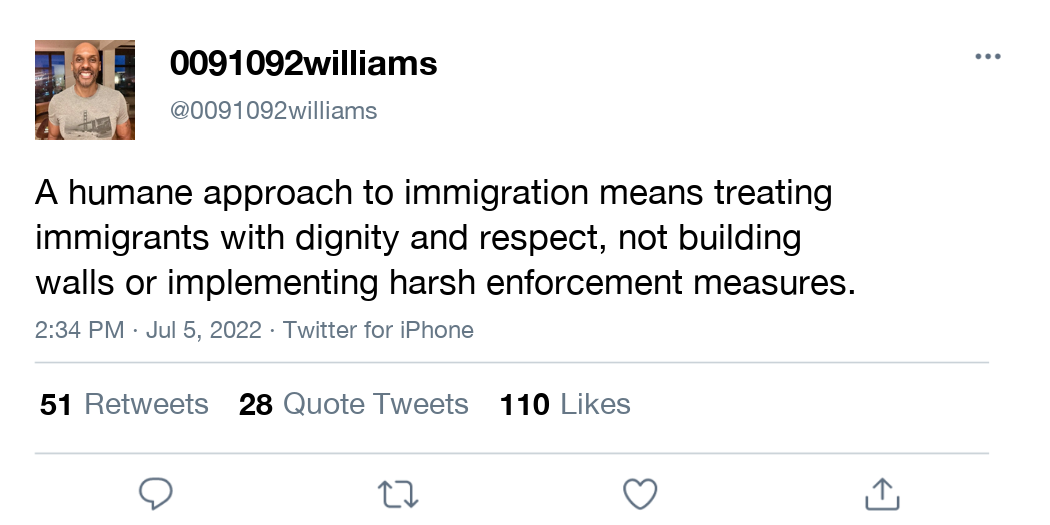 0091092williams
@0091092williams
A humane approach to immigration means treating
immigrants with dignity and respect, not building
walls or implementing harsh enforcement measures.
2:34 PM · Jul 5, 2022 · Twitter for iPhone
51 Retweets 28 Quote Tweets 110 Likes